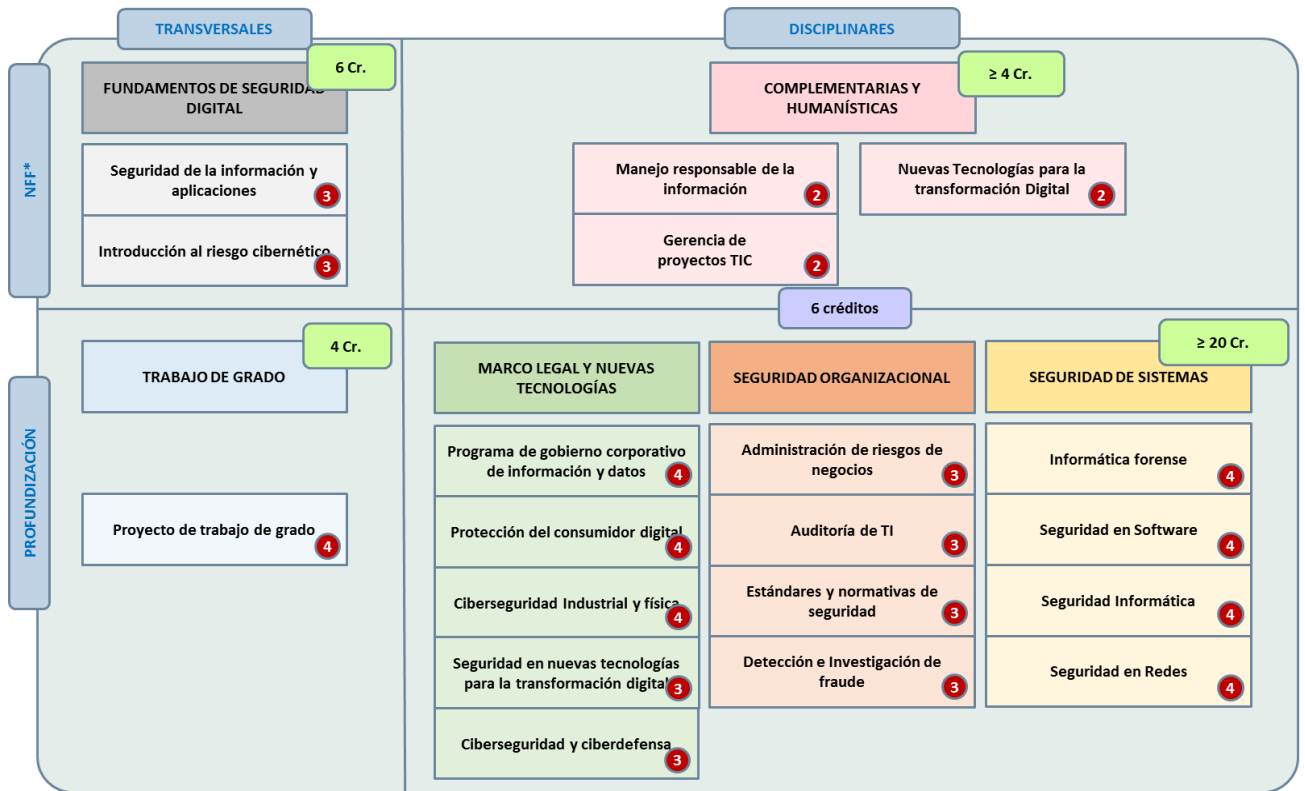 TRANSVERSALES
DISCIPLINARES
NFF*
6 Cr.
FUNDAMENTOS DE SEGURIDAD
DIGITAL
Seguridad de la información y
aplicaciones
3
Introducción al riesgo cibernético
3
≥ 4 Cr.
COMPLEMENTARIAS Y
HUMANÍSTICAS
Manejo responsable de la
información
2
Gerencia de
proyectos TIC
2
Nuevas Tecnologías para la
transformación Digital
2
6 créditos
PROFUNDIZACIÓN
4 Cr.
TRABAJO DE GRADO
Proyecto de trabajo de grado
4
≥ 20 Cr.
MARCO LEGAL Y NUEVAS
TECNOLOGÍAS
Programa de gobierno corporativo
de información y datos
4
Protección del consumidor digital
4
Ciberseguridad Industrial y física
4
Seguridad en nuevas tecnologías
para la transformación digital
3
Ciberseguridad y ciberdefensa
3
SEGURIDAD ORGANIZACIONAL
Administración de riesgos de
negocios
3
Auditoría de TI
3
Estándares y normativas de
seguridad
3
Detección e Investigación de
fraude
3
SEGURIDAD DE SISTEMAS
Informática forense
4
Seguridad en Software
4
Seguridad Informática
4
Seguridad en Redes
4